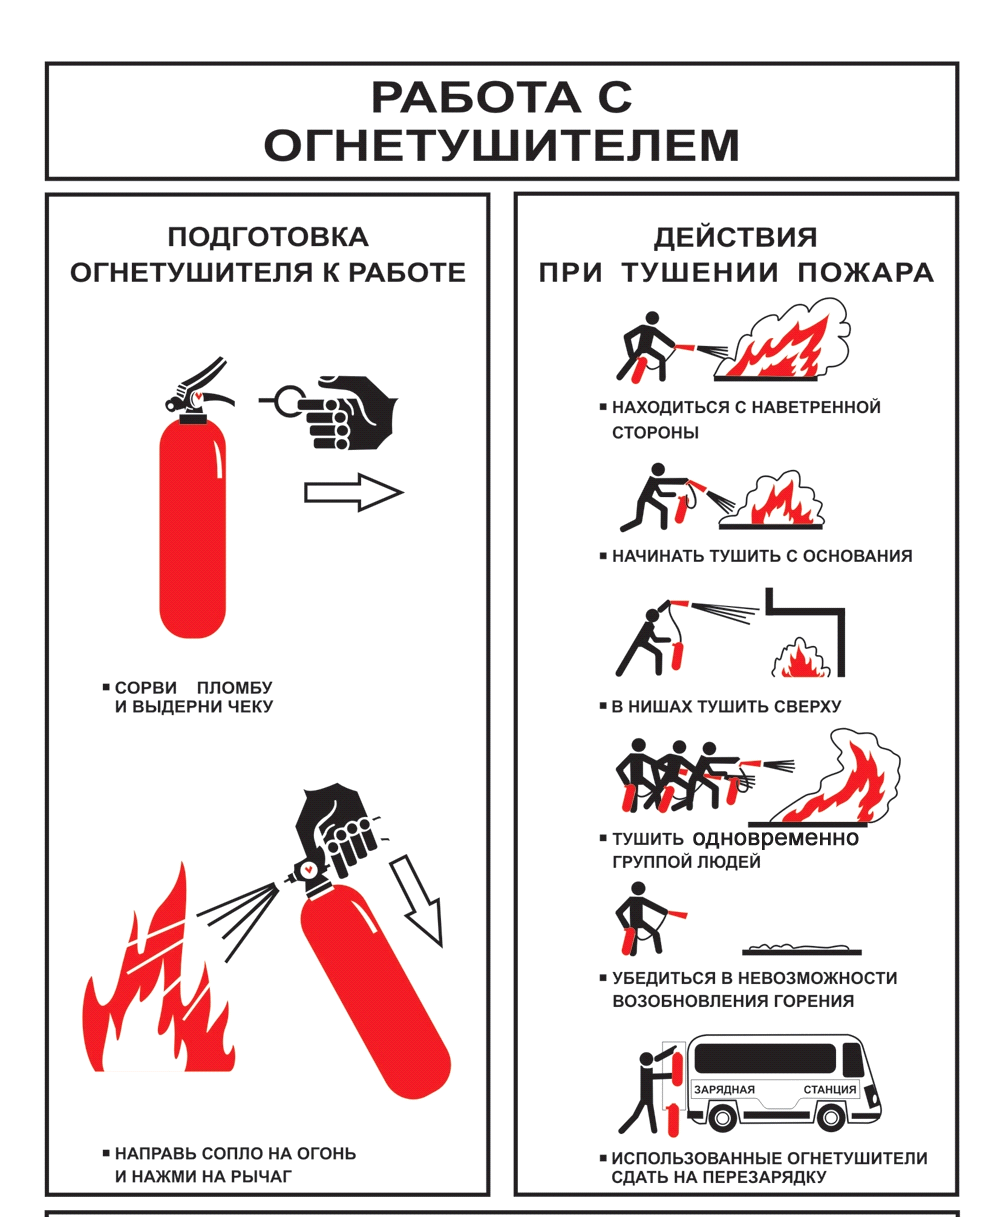 РАБОТА С
ОГНЕТУШИТЕЛЕМ
ПОДГОТОВКА
ОГНЕТУШИТЕЛЯ К РАБОТЕ
▪ СОРВИ ПЛОМБУ
И ВЫДЕРНИ ЧЕКУ
▪ НАПРАВЬ СОПЛО НА ОГОНЬ
И НАЖМИ НА РЫЧАГ
ДЕЙСТВИЯ
ПРИ ТУШЕНИИ ПОЖАРА
▪ НАХОДИТЬСЯ С НАВЕТРЕННОЙ
СТОРОНЫ
▪ НАЧИНАТЬ ТУШИТЬ С ОСНОВАНИЯ
▪ В НИШАХ ТУШИТЬ СВЕРХУ
▪ ТУШИТЬ одновременно
ГРУППОЙ ЛЮДЕЙ
▪ УБЕДИТЬСЯ В НЕВОЗМОЖНОСТИ
ВОЗОБНОВЛЕНИЯ ГОРЕНИЯ
ЗАРЯДНАЯ СТАНЦИЯ
▪ ИСПОЛЬЗОВАННЫЕ ОГНЕТУШИТЕЛИ
СДАТЬ НА ПЕРЕЗАРЯДКУ